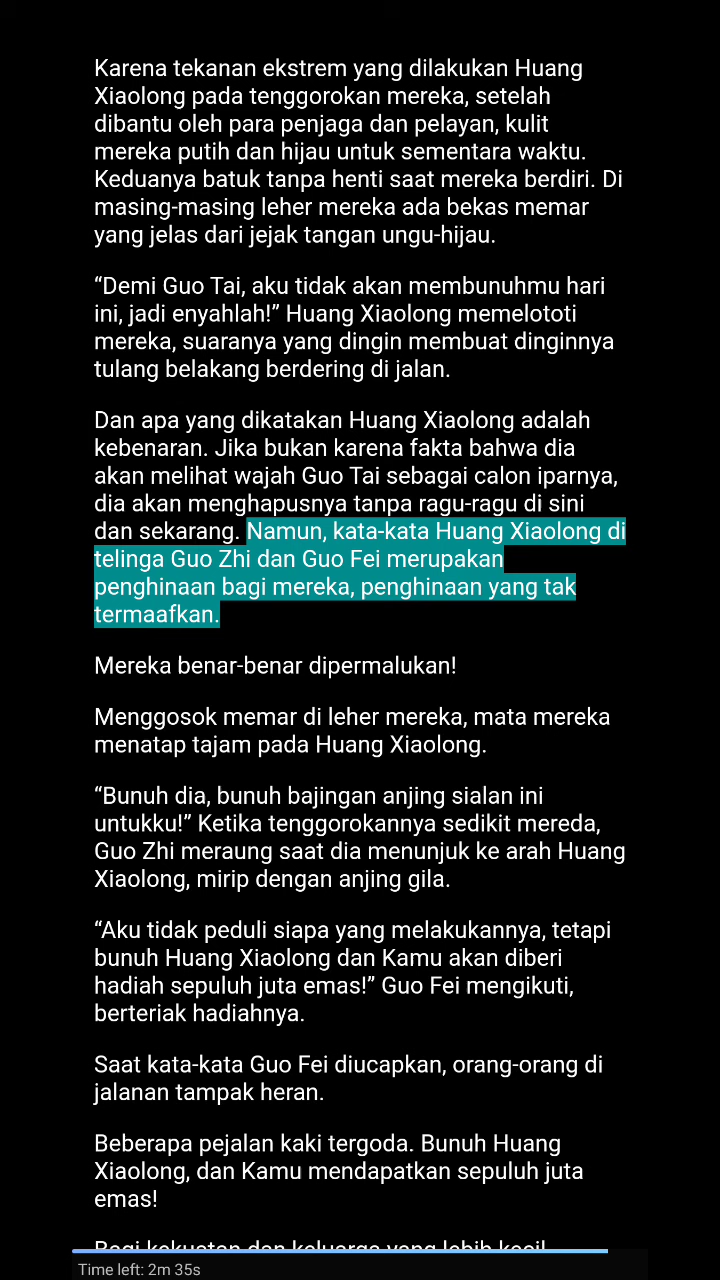 Karena tekanan ekstrem yang dilakukan Huang
Xiaolong pada tenggorokan mereka, setelah
dibantu oleh para penjaga dan pelayan, kulit
mereka putih dan hijau untuk sementara waktu.
Keduanya batuk tanpa henti saat mereka berdiri. Di
masing-masing leher mereka ada bekas memar
yang jelas dari jejak tangan ungu-hijau.
“Demi Guo Tai, aku tidak akan membunuhmu hari
ini, jadi enyahlah!” Huang Xiaolong memelototi
mereka, suaranya yang dingin membuat dinginnya
tulang belakang berdering di jalan.
Dan apa yang dikatakan Huang Xiaolong adalah
kebenaran. Jika bukan karena fakta bahwa dia
akan melihat wajah Guo Tai sebagai calon iparnya,
dia akan menghapusnya tanpa ragu-ragu di sini
dan sekarang. Namun, kata-kata Huang Xiaolong di
telinga Guo Zhi dan Guo Fei merupakan
penghinaan bagi mereka, penghinaan yang tak
termaafkan.
Mereka benar-benar dipermalukan!
Menggosok memar di leher mereka, mata mereka
menatap tajam pada Huang Xiaolong.
“Bunuh dia, bunuh bajingan anjing sialan ini
untukku!” Ketika tenggorokannya sedikit mereda,
Guo Zhi meraung saat dia menunjuk ke arah Huang
Xiaolong, mirip dengan anjing gila.
“Aku tidak peduli siapa yang melakukannya, tetapi
bunuh Huang Xiaolong dan Kamu akan diberi
hadiah sepuluh juta emas!” Guo Fei mengikuti,
berteriak hadiahnya.
Saat kata-kata Guo Fei diucapkan, orang-orang di
jalanan tampak heran.
Beberapa pejalan kaki tergoda. Bunuh Huang
Xiaolong, dan Kamu mendapatkan sepuluh juta
emas!
Bagi kekuatan dan keluarga yang lebih kecil
Time left: 2m 35s